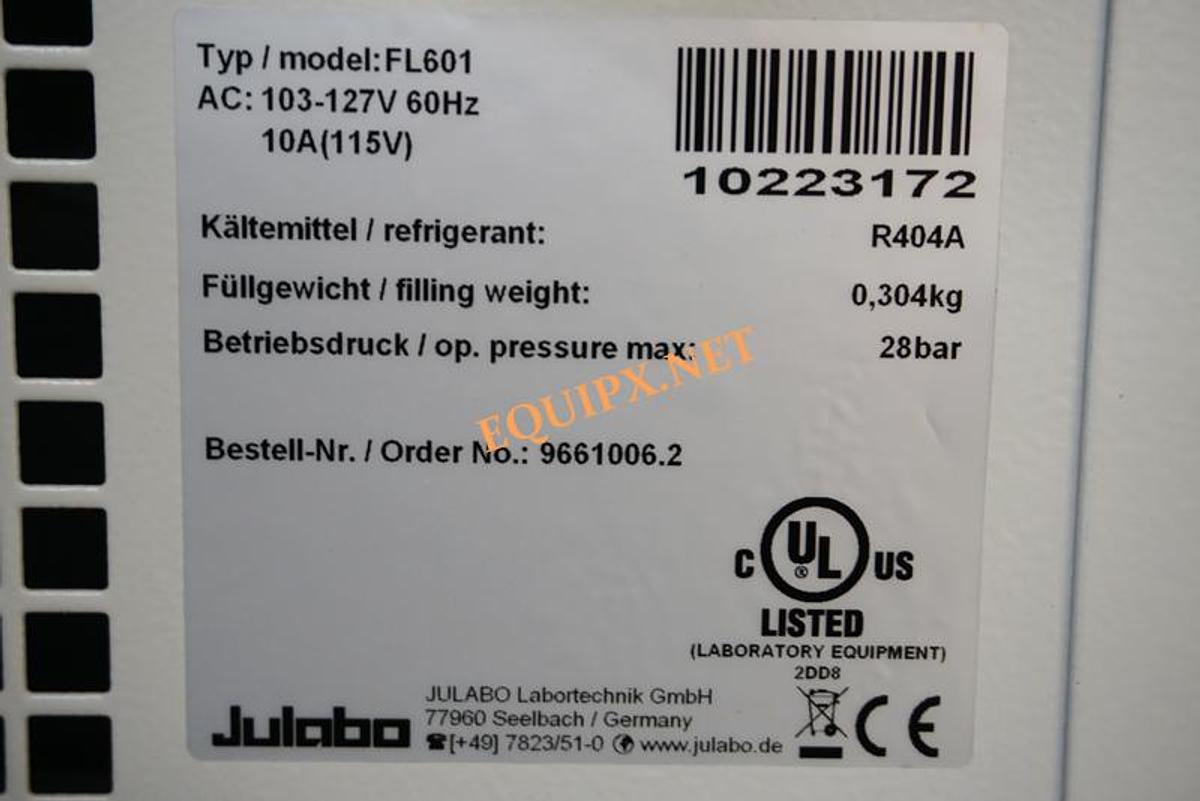 Typ / model:FL601
AC: 103-127V 60Hz
10A(115V)
10223172
Kältemittel / refrigerant: R404A
Füllgewicht / filling weight: 0,304kg
Betriebsdruck / op. pressure max: 28bar
EQUIPX.NET
Bestell-Nr. / Order No.: 9661006.2
C UL® US
LISTED
(LABORATORY EQUIPMENT)
2DD8
Julabo
JULABO Labortechnik GmbH
77960 Seelbach / Germany
☎[+49] 7823/51-0 www.julabo.de
CE